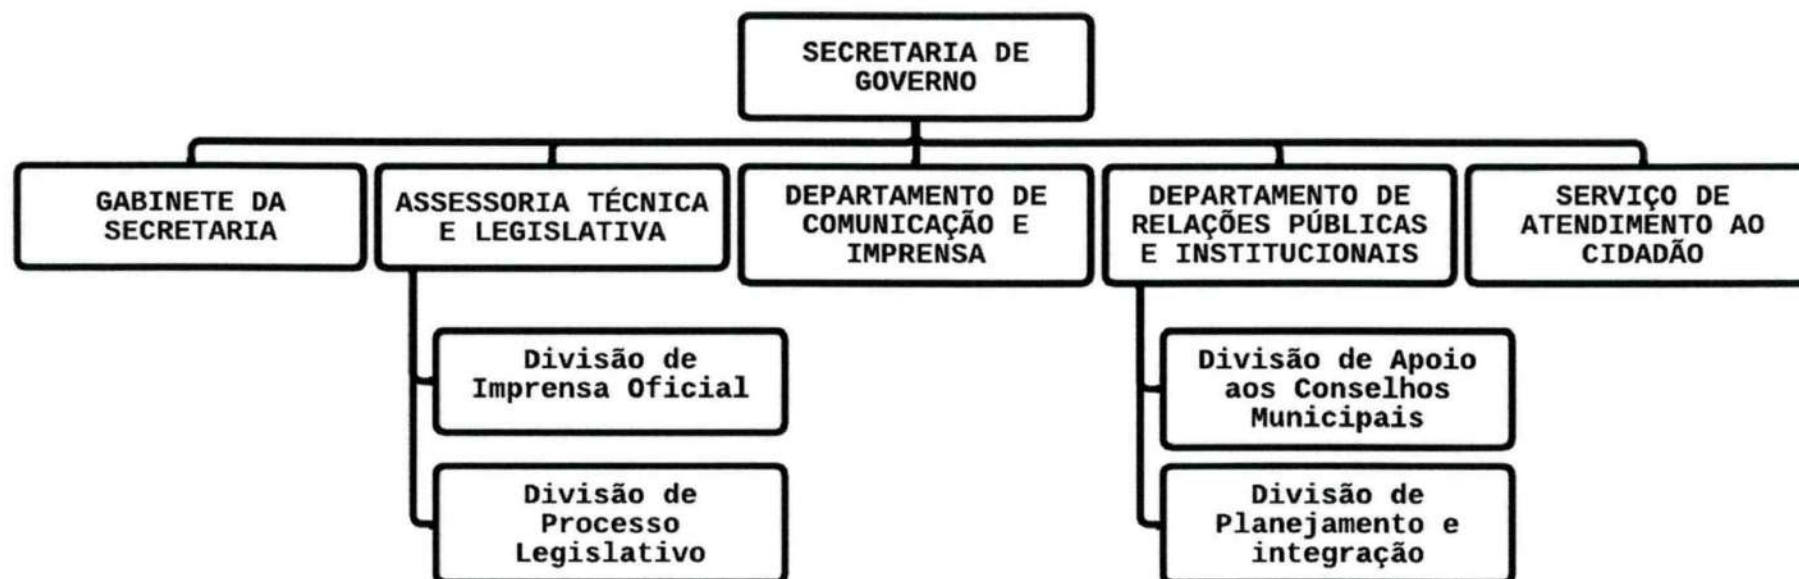 SECRETARIA DE
GOVERNO
GABINETE DA
SECRETARIA
ASSESSORIA TÉCNICA
E LEGISLATIVA
DEPARTAMENTO DE
COMUNICAÇÃO E
IMPRENSA
DEPARTAMENTO DE
RELAÇÕES PÚBLICAS
E INSTITUCIONAIS
SERVIÇO DE
ATENDIMENTO AO
CIDADÃO
Divisão de
Imprensa Oficial
Divisão de
Processo
Legislativo
Divisão de Apoio
aos Conselhos
Municipais
Divisão de
Planejamento e
integração